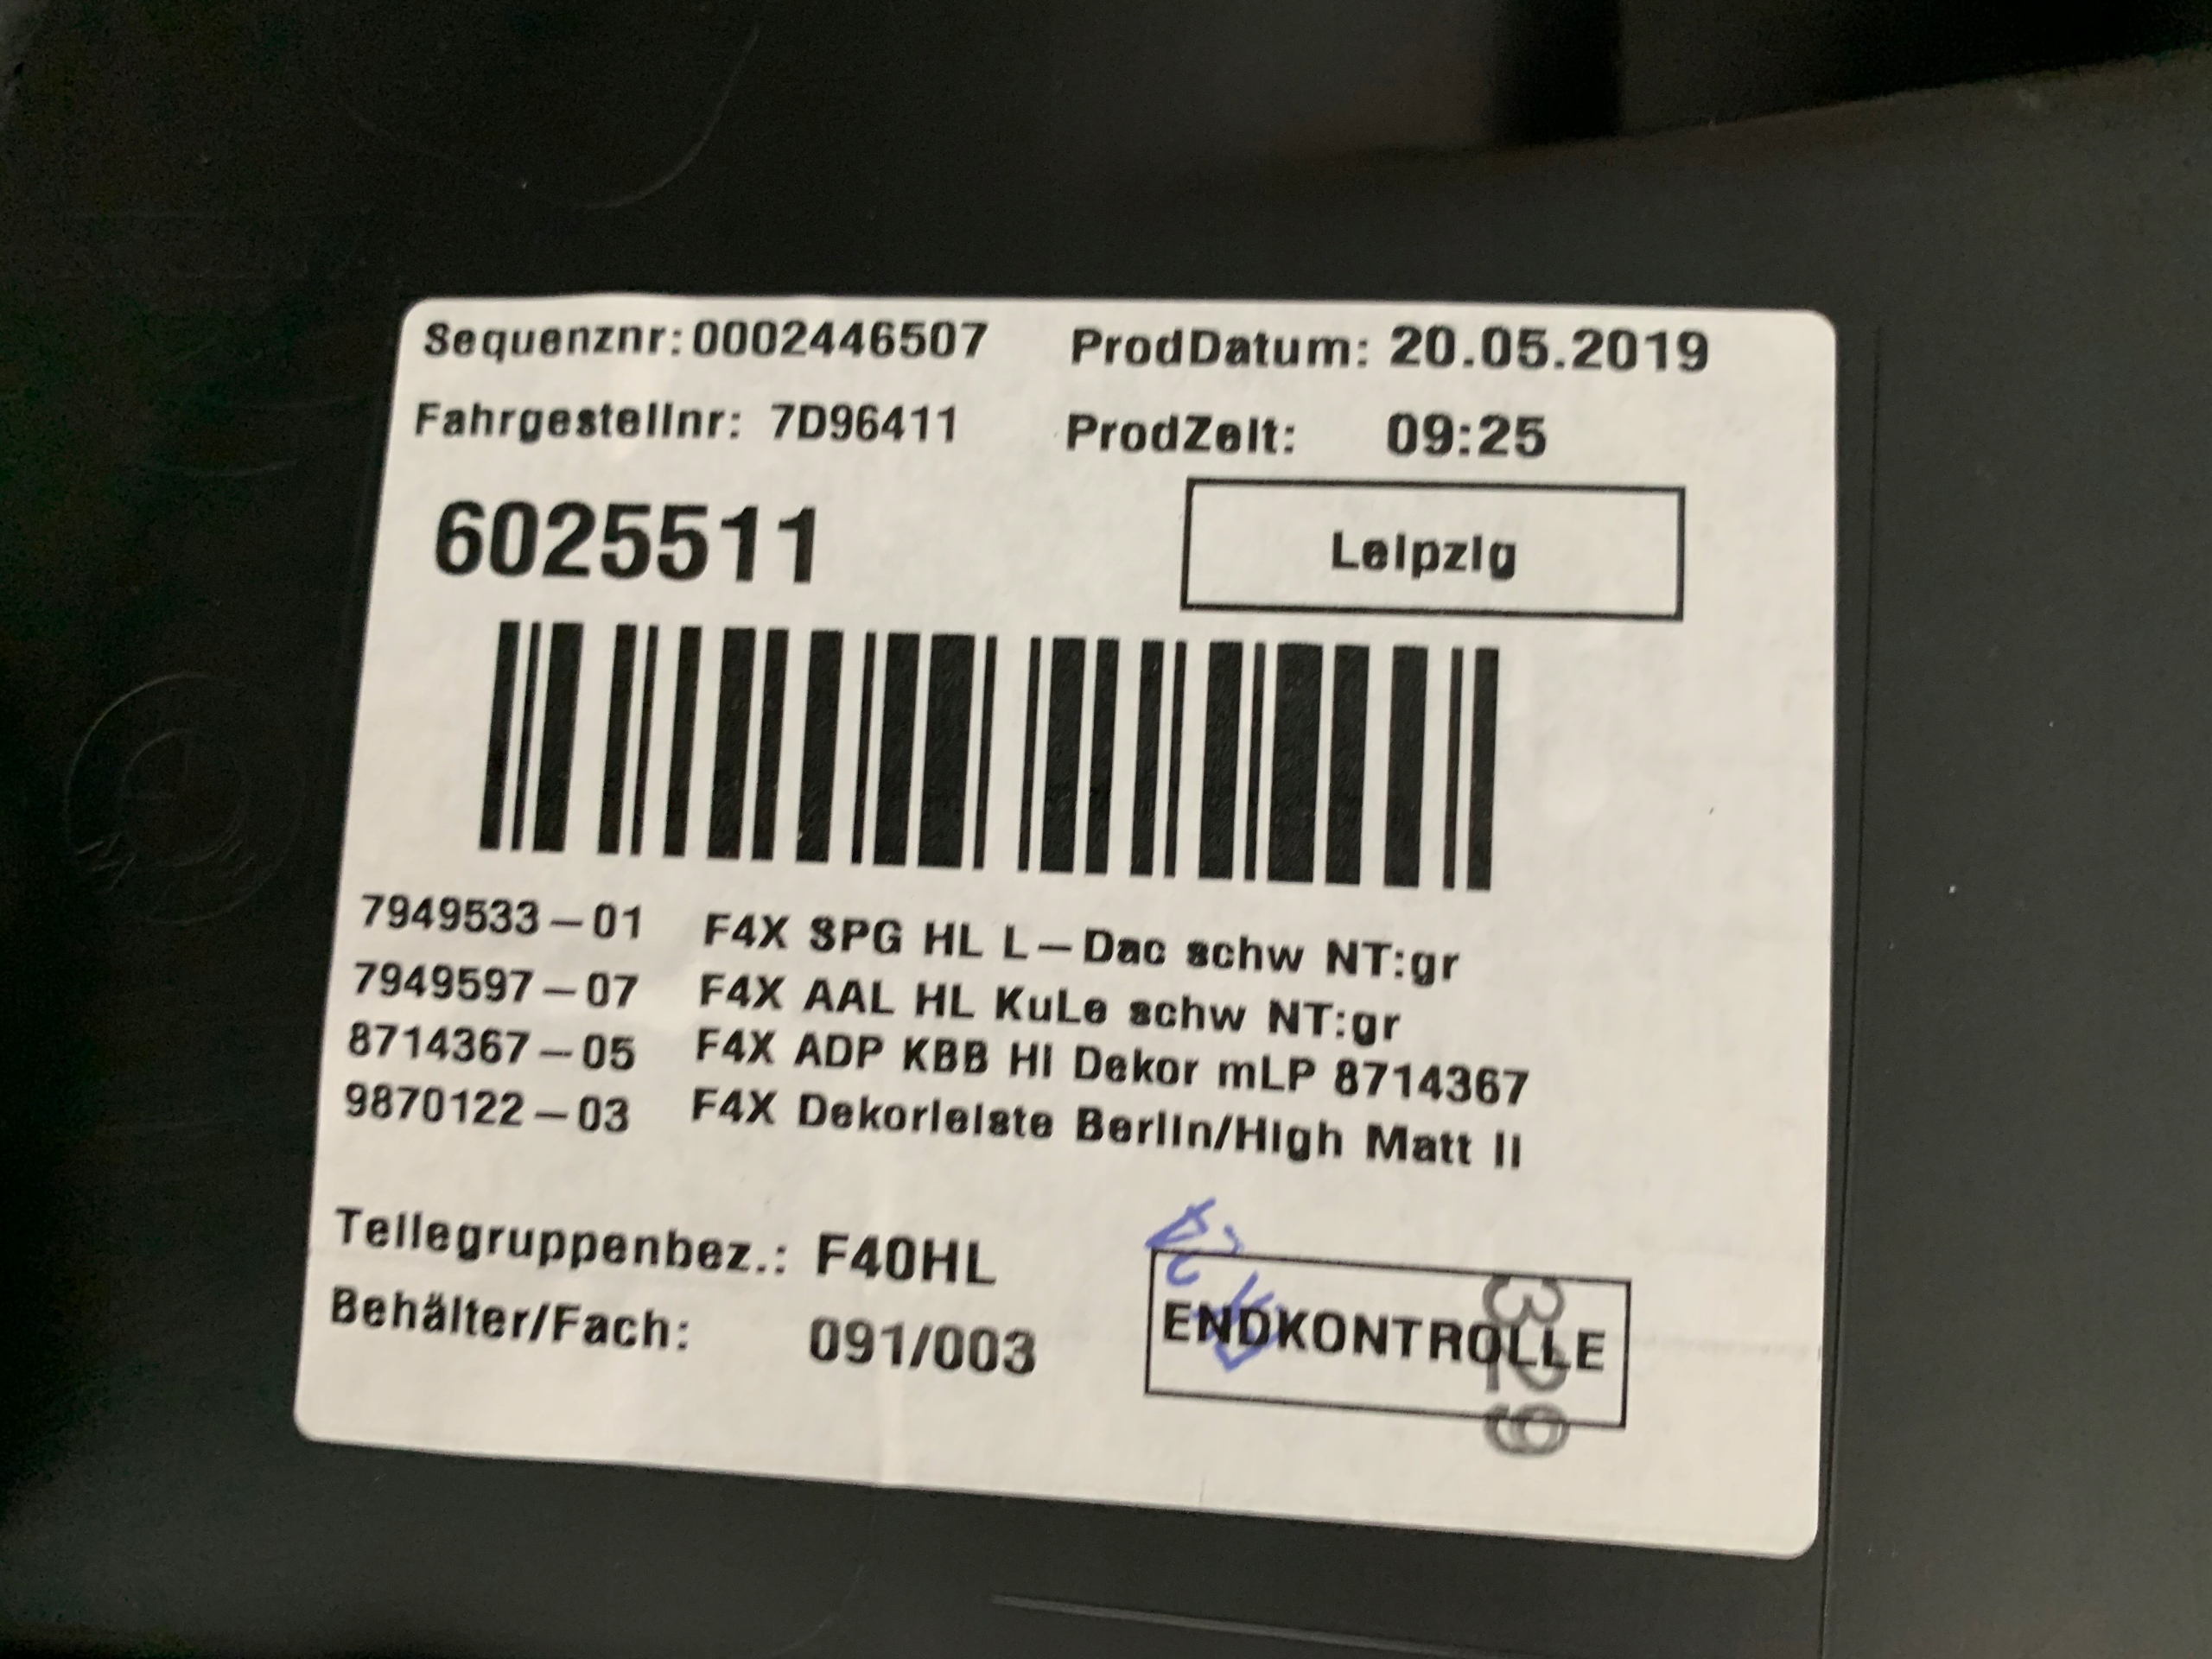 Sequenznr: 0002446507 ProdDatum: 20.05.2019
Fahrgestellnr: 7D96411 ProdZeit: 09:25
6025511 Leipzig
7949533-01 F4X SPG HL L-Dac schw NT:gr
7949597-07 F4X AAL HL KuLe schw NT:gr
8714367-05 F4X ADP KBB HI Dekor mLP 8714367
9870122-03 F4X Dekorleiste Berlin/High Matt II
Teilegruppenbez.: F40HL
Behälter/Fach: 091/003
ENDKONTROLLE
329